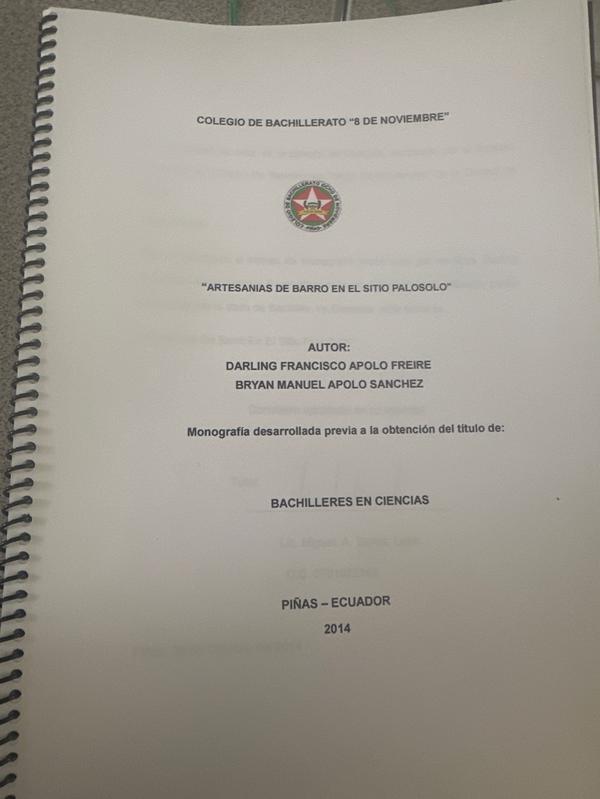 COLEGIO DE BACHILLERATO "8 DE NOVIEMBRE"
"ARTESANIAS DE BARRO EN EL SITIO PALOSOLO"
AUTOR:
DARLING FRANCISCO APOLO FREIRE
BRYAN MANUEL APOLO SANCHEZ
Monografía desarrollada previa a la obtención del título de:
BACHILLERES EN CIENCIAS
PIÑAS – ECUADOR
2014